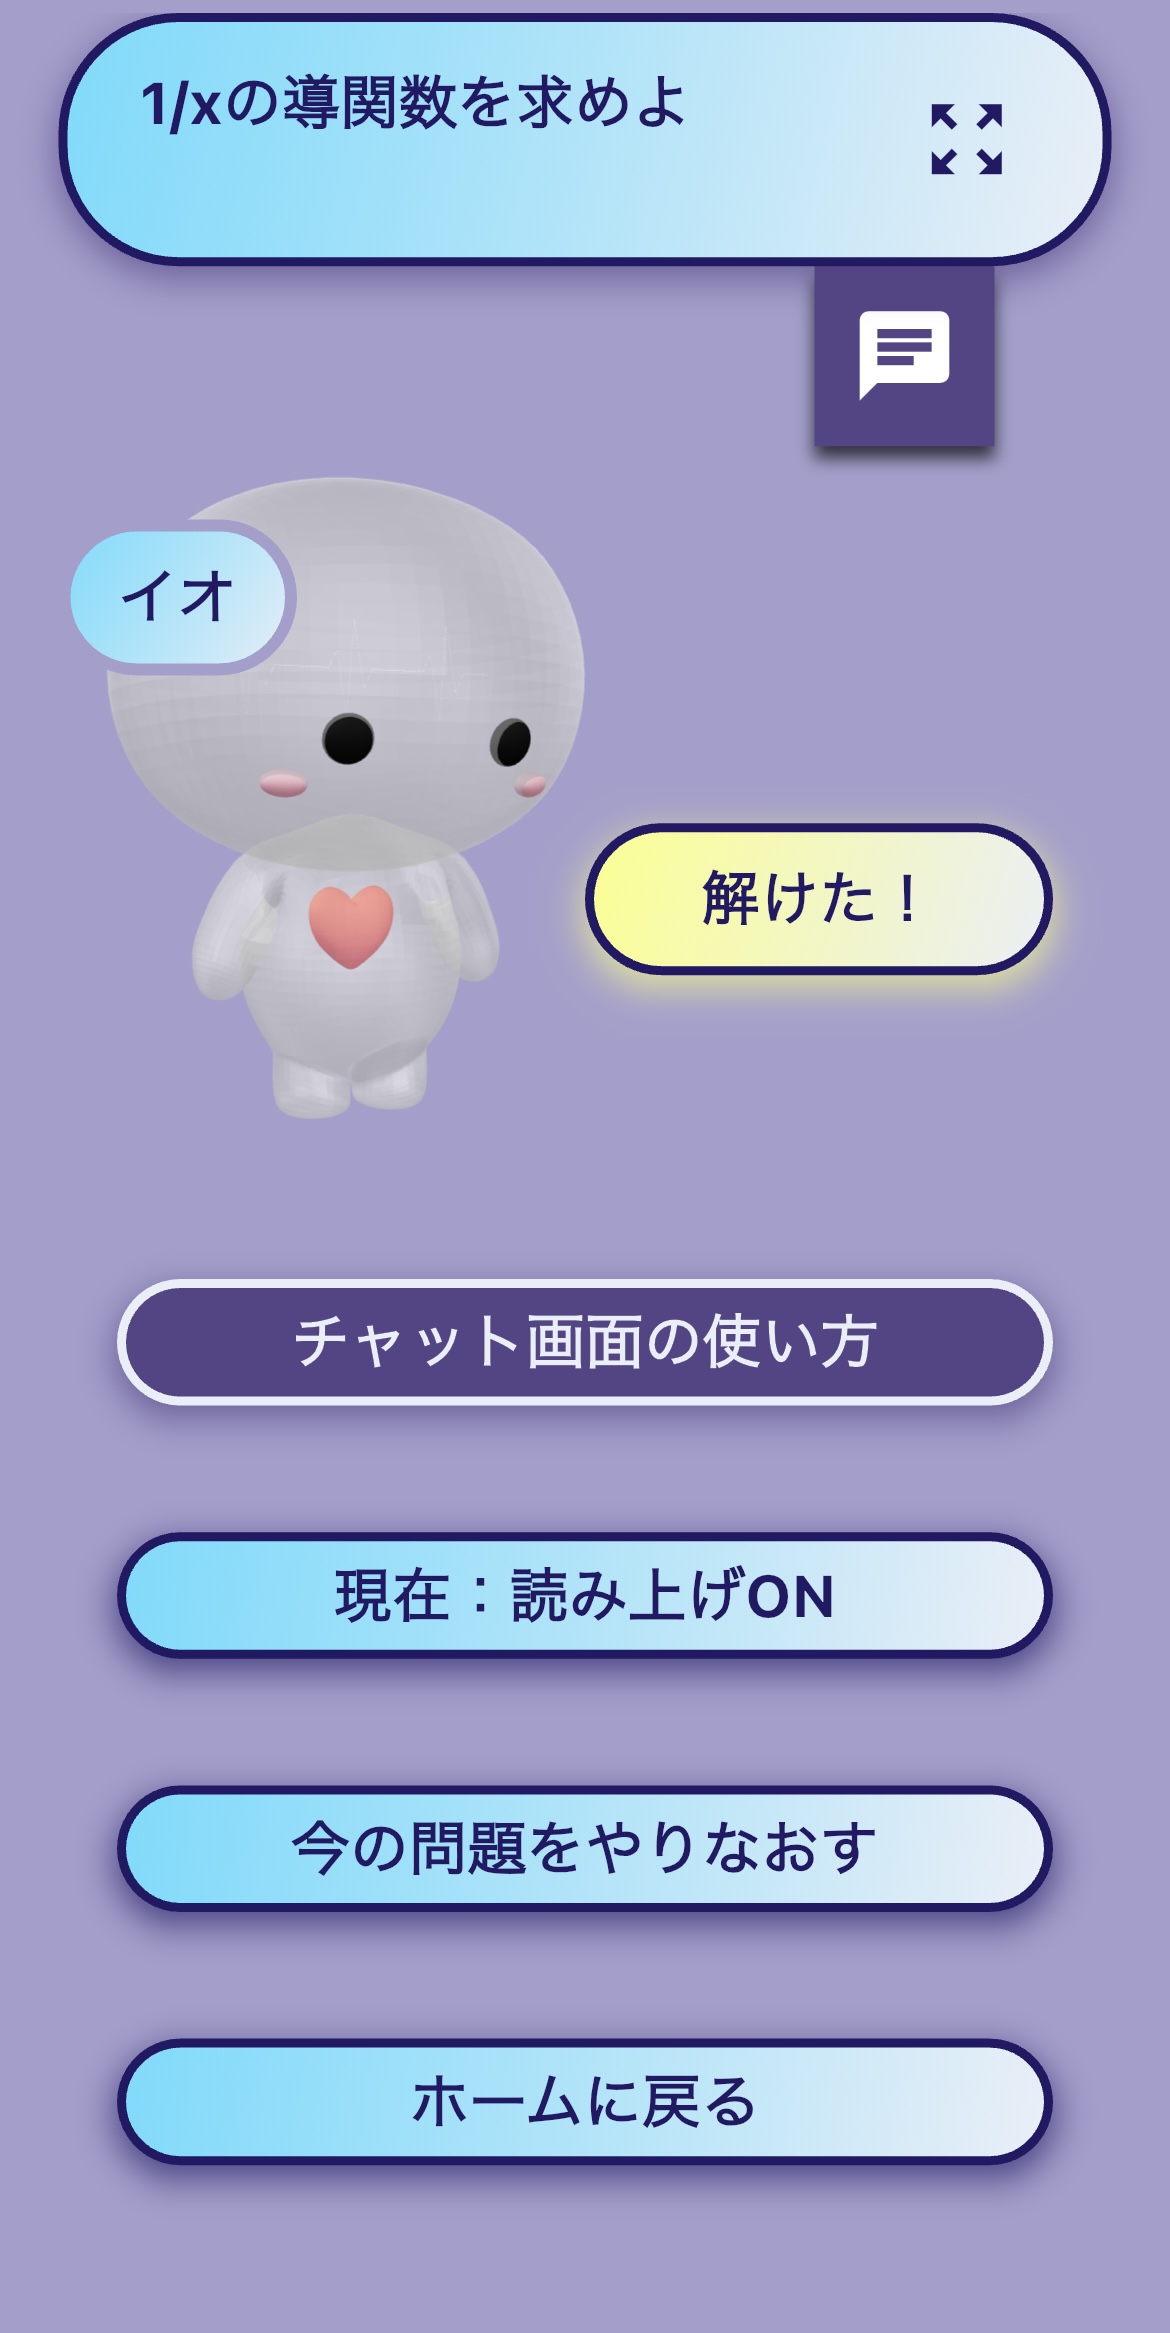 1/xの導関数を求めよ
イオ
解けた！
チャット画面の使い方
現在：読み上げON
今の問題をやりなおす
ホームに戻る